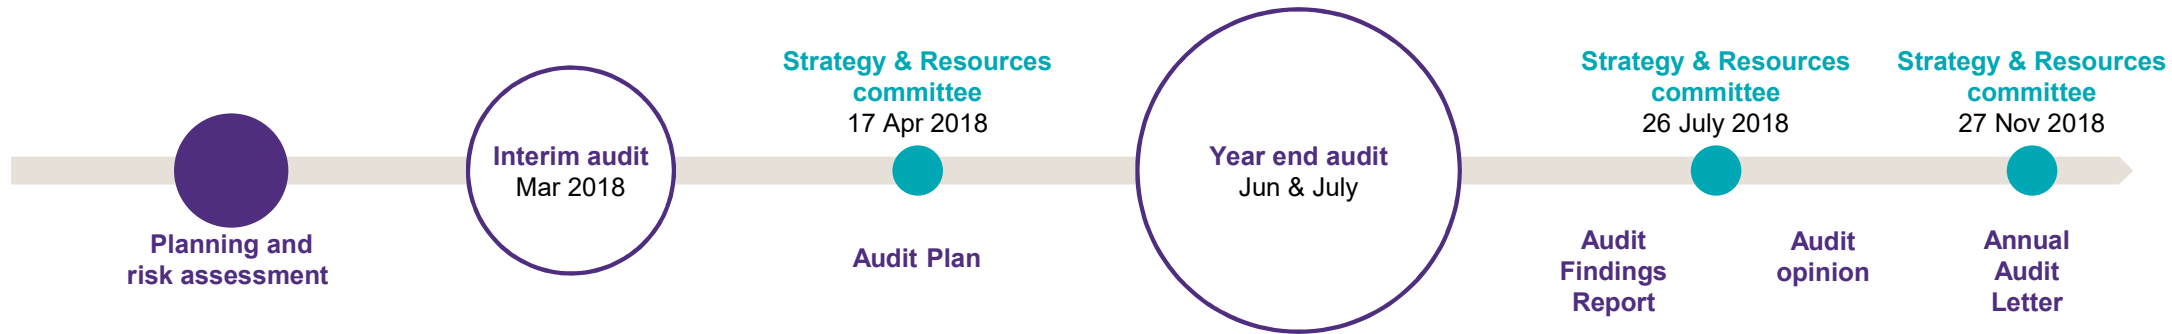 Planning and
risk assessment
Interim audit
Mar 2018
Strategy & Resources
committee
17 Apr 2018
Audit Plan
Year end audit
Jun & July
Strategy & Resources
committee
26 July 2018
Audit
Findings
Report
Audit
opinion
Strategy & Resources
committee
27 Nov 2018
Annual
Audit
Letter